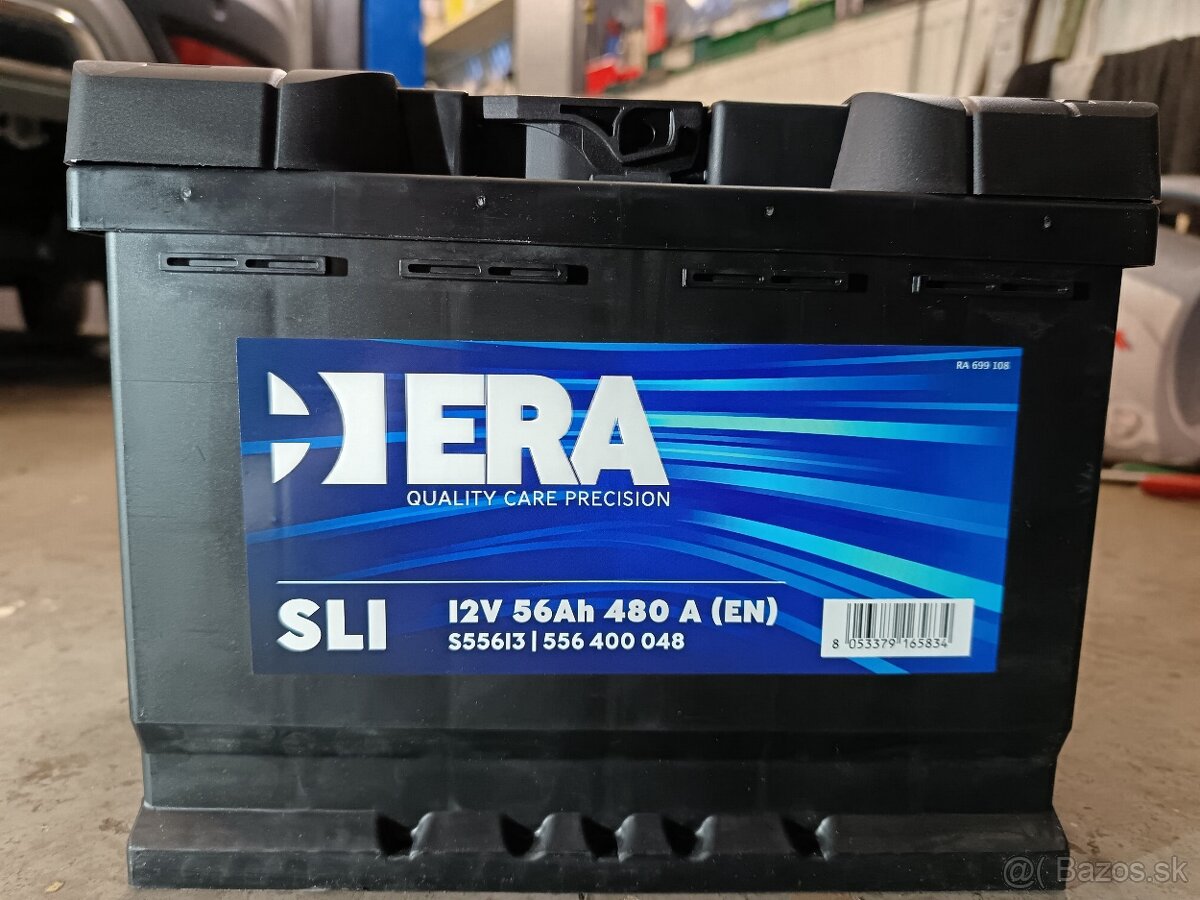 RA 699 108
ERA
QUALITY CARE PRECISION
SLI
12V 56Ah 480 A (EN)
S55613 | 556 400 048
8 053379 165834
@( Bazos.sk